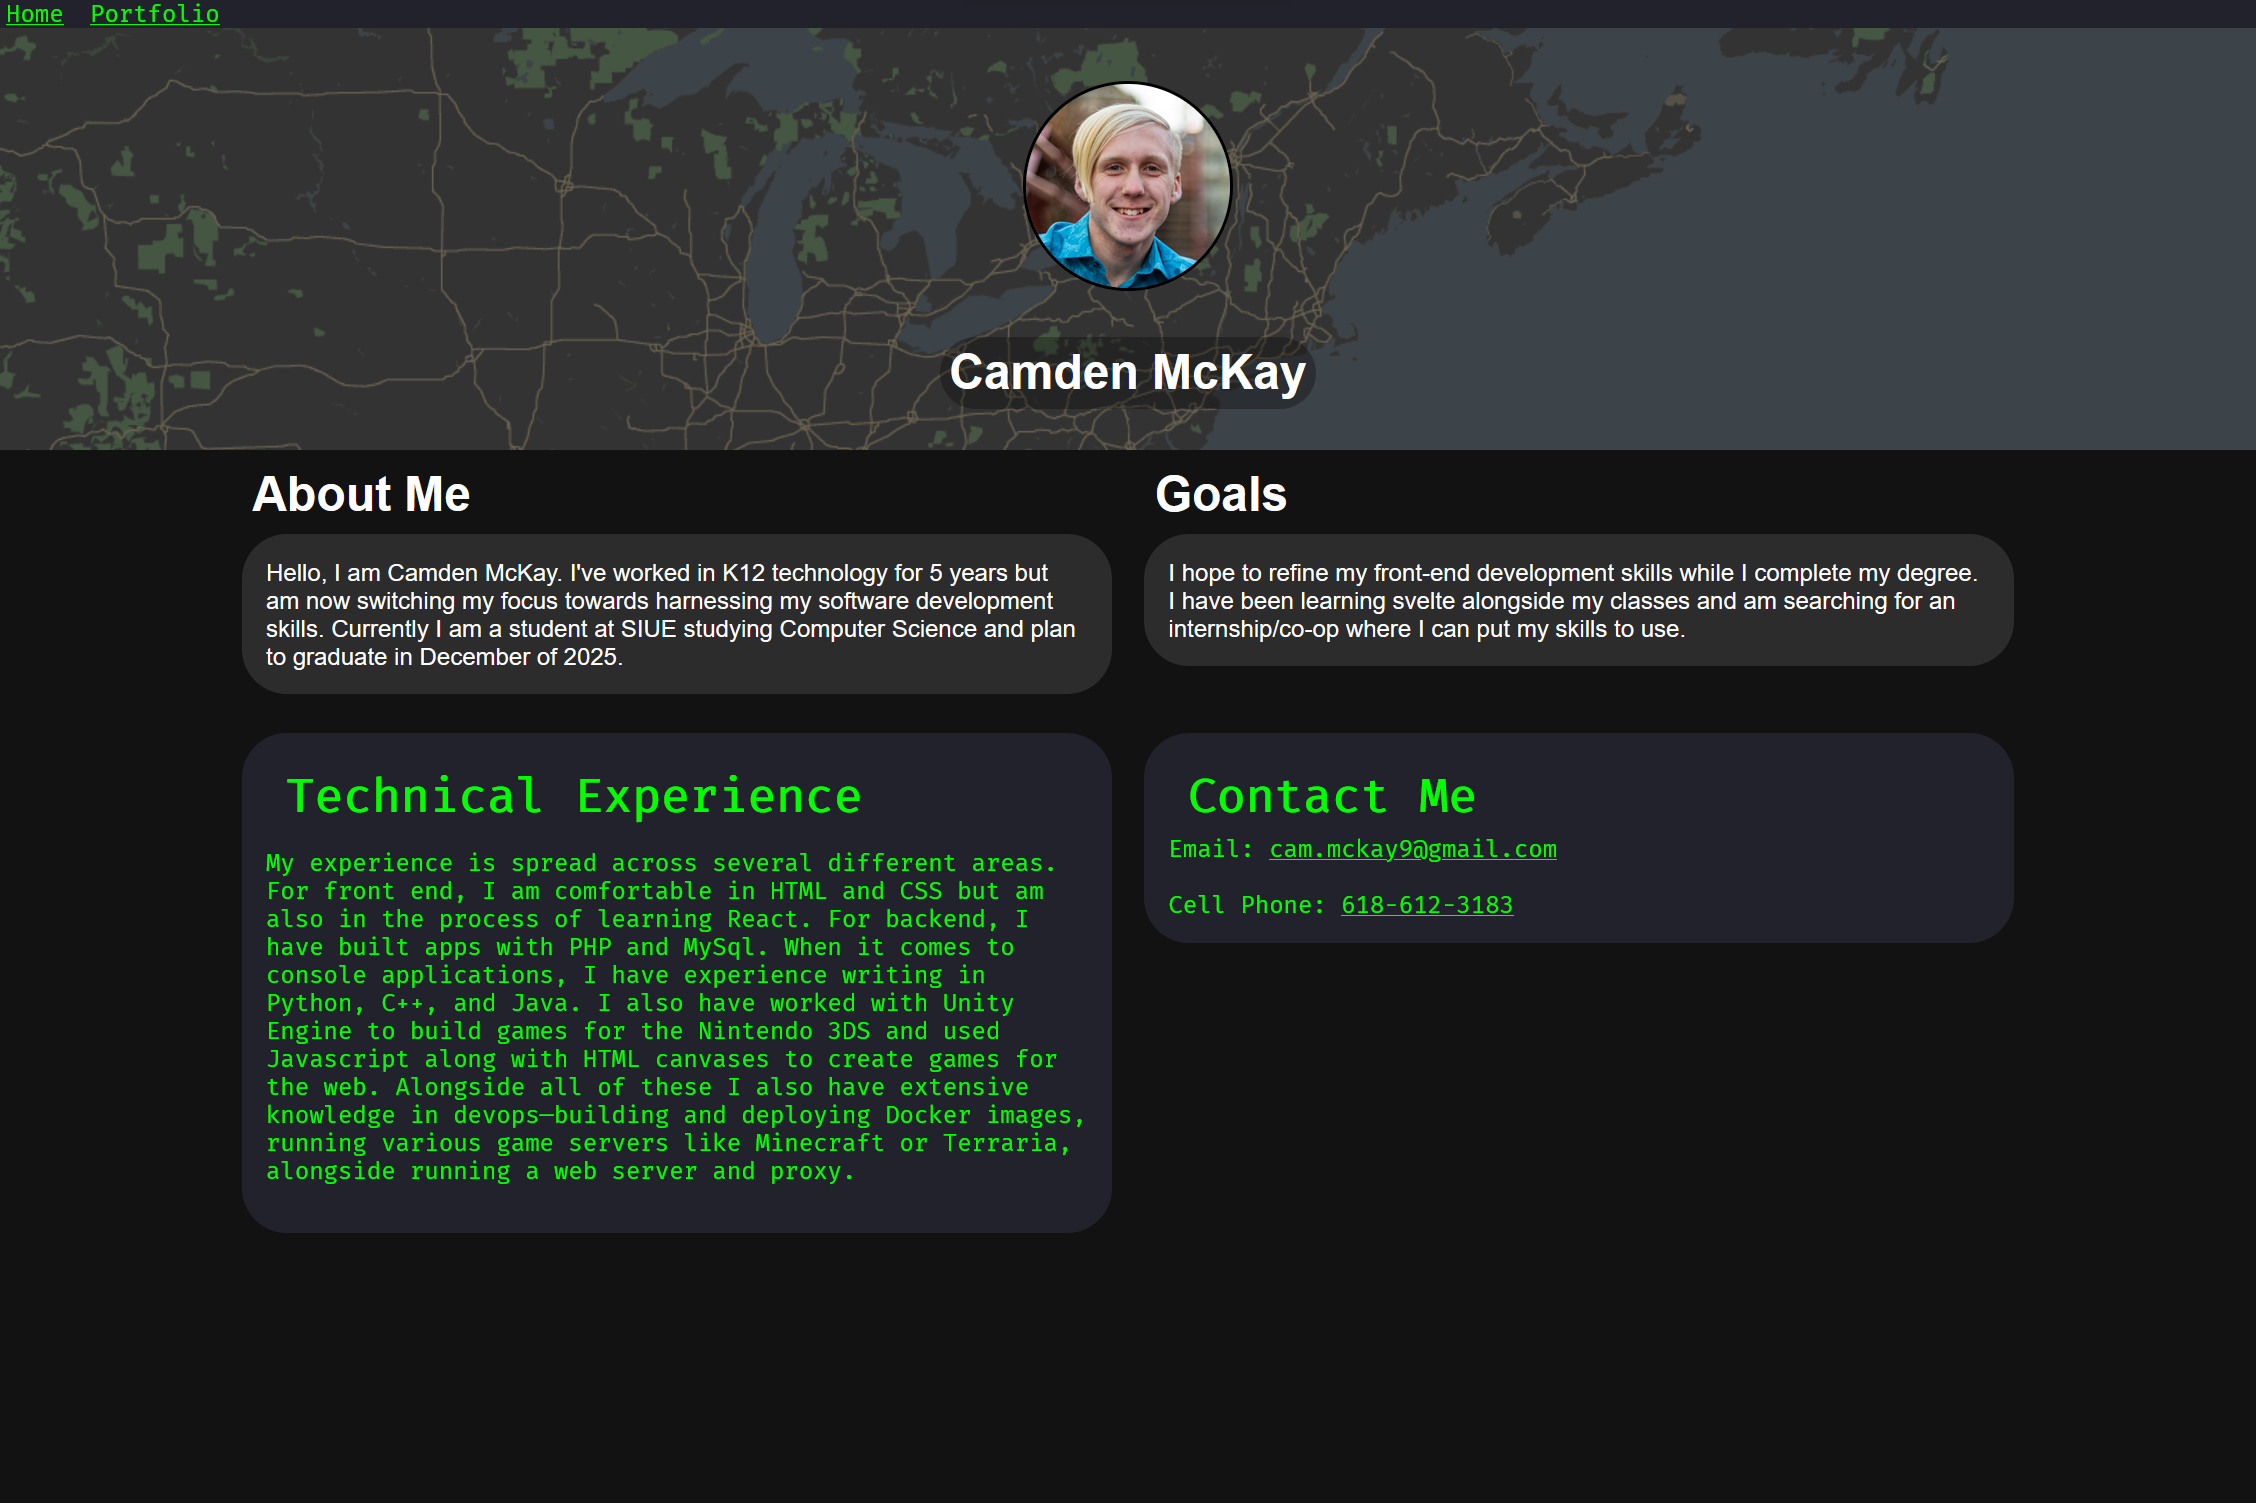 Home Portfolio
Camden McKay
About Me
Hello, I am Camden McKay. I've worked in K12 technology for 5 years but
am now switching my focus towards harnessing my software development
skills. Currently I am a student at SIUE studying Computer Science and plan
to graduate in December of 2025.
Goals
I hope to refine my front-end development skills while I complete my degree.
I have been learning svelte alongside my classes and am searching for an
internship/co-op where I can put my skills to use.
Technical Experience
My experience is spread across several different areas.
For front end, I am comfortable in HTML and CSS but am
also in the process of learning React. For backend, I
have built apps with PHP and MySql. When it comes to
console applications, I have experience writing in
Python, C++, and Java. I also have worked with Unity
Engine to build games for the Nintendo 3DS and used
Javascript along with HTML canvases to create games for
the web. Alongside all of these I also have extensive
knowledge in devops—building and deploying Docker images,
running various game servers like Minecraft or Terraria,
alongside running a web server and proxy.
Contact Me
Email: cam.mckay9@gmail.com
Cell Phone: 618-612-3183